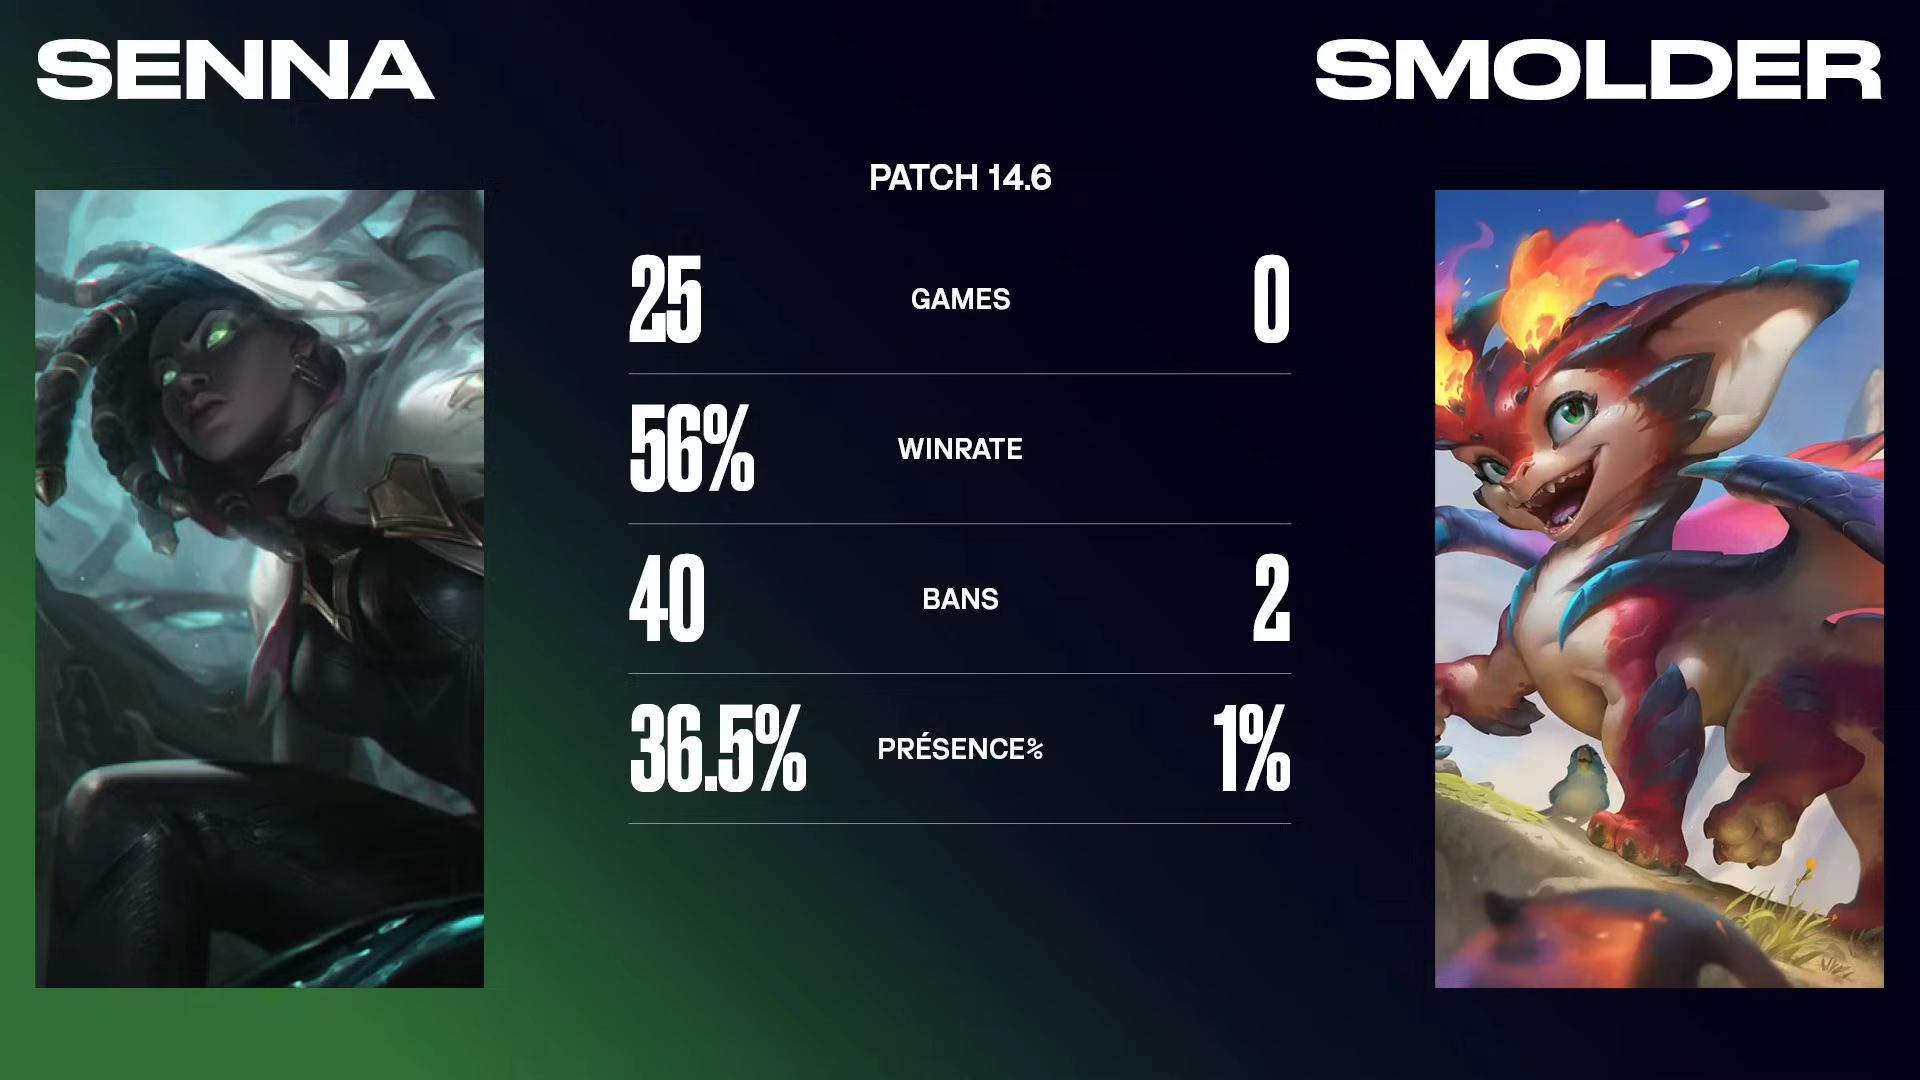 SENNA
SMOLDER
PATCH 14.6
25 GAMES 0
56% WINRATE
40 BANS 2
36.5% PRÉSENCE% 1%